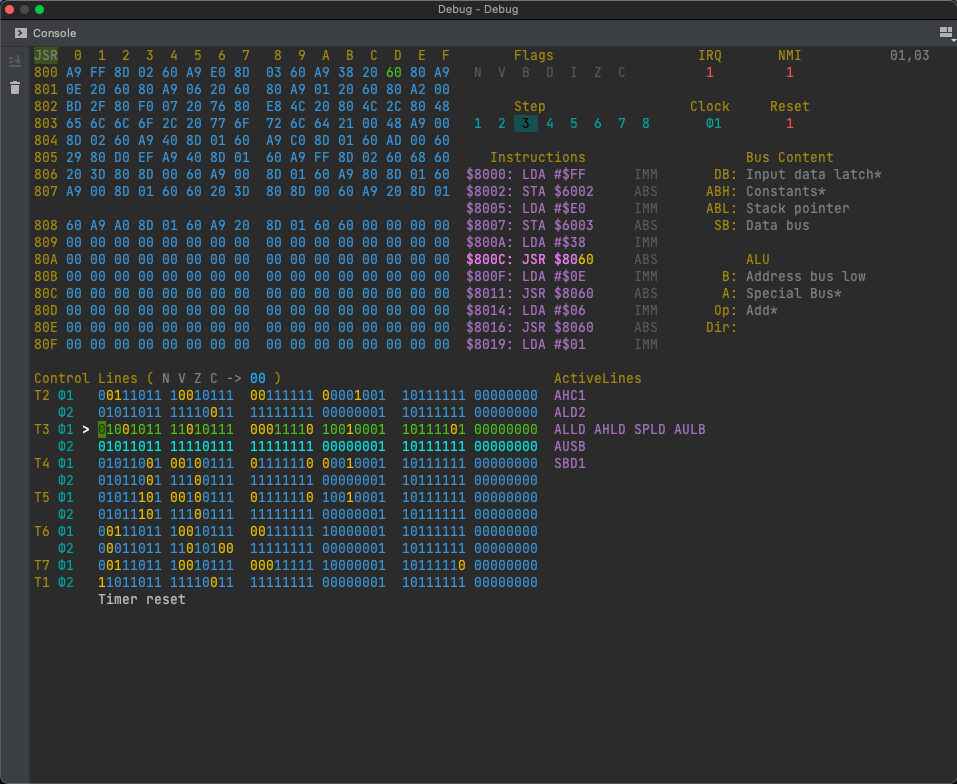 Debug - Debug
Console
JSR 0 1 2 3 4 5 6 7 8 9 A B C D E F Flags IRQ NMI 01,03
800 A9 FF 8D 02 60 A9 E0 8D 03 60 A9 38 20 60 80 A9 N V B D I Z C 1 1
801 0E 20 60 80 A9 06 20 60 80 A9 01 20 60 80 A2 00
802 BD 2F 80 F0 07 20 76 80 E8 4C 20 80 4C 2C 80 48 Step Clock Reset
803 65 6C 6C 6F 2C 20 77 6F 72 6C 64 21 00 48 A9 00 1 2 3 4 5 6 7 8 Φ1 1
804 8D 02 60 A9 40 8D 01 60 A9 C0 8D 01 60 AD 00 60
805 29 80 D0 EF A9 40 8D 01 60 A9 FF 8D 02 60 68 60 Instructions Bus Content
806 20 3D 80 8D 00 60 A9 00 8D 01 60 A9 80 8D 01 60 $8000: LDA #$FF IMM DB: Input data latch*
807 A9 00 8D 01 60 60 20 3D 80 8D 00 60 A9 20 8D 01 $8002: STA $6002 ABS ABH: Constants*
$8005: LDA #$E0 IMM ABL: Stack pointer
808 60 A9 A0 8D 01 60 A9 20 8D 01 60 60 00 00 00 00 $8007: STA $6003 ABS SB: Data bus
809 00 00 00 00 00 00 00 00 00 00 00 00 00 00 00 00 $800A: LDA #$38 IMM
80A 00 00 00 00 00 00 00 00 00 00 00 00 00 00 00 00 $800C: JSR $8060 ABS ALU
80B 00 00 00 00 00 00 00 00 00 00 00 00 00 00 00 00 $800F: LDA #$0E IMM B: Address bus low
80C 00 00 00 00 00 00 00 00 00 00 00 00 00 00 00 00 $8011: JSR $8060 ABS A: Special Bus*
80D 00 00 00 00 00 00 00 00 00 00 00 00 00 00 00 00 $8014: LDA #$06 IMM Op: Add*
80E 00 00 00 00 00 00 00 00 00 00 00 00 00 00 00 00 $8016: JSR $8060 ABS Dir:
80F 00 00 00 00 00 00 00 00 00 00 00 00 00 00 00 00 $8019: LDA #$01 IMM
Control Lines ( N V Z C -> 00 ) ActiveLines
T2 Φ1 00111011 10010111 00111111 00001001 10111111 00000000 AHC1
Φ2 01011011 11110011 11111111 00000001 10111111 00000000 ALD2
T3 Φ1 > 01001011 11010111 00011110 10010001 10111101 00000000 ALLD AHLD SPLD AULB
Φ2 01011011 11110111 11111111 00000001 10111111 00000000 AUSB
T4 Φ1 01011001 00100111 01111110 00010001 10111111 00000000 SBD1
Φ2 01011001 11100111 11111111 00000001 10111111 00000000
T5 Φ1 01011101 00100111 01111110 10010001 10111111 00000000
Φ2 01011101 11100111 11111111 00000001 10111111 00000000
T6 Φ1 00111011 10010111 00111111 10000001 10111111 00000000
Φ2 00011011 11010100 11111111 00000001 10111111 00000000
T7 Φ1 00111011 10010111 00011111 10000001 10111110 00000000
T1 Φ2 11011011 11110011 11111111 00000001 10111111 00000000
Timer reset